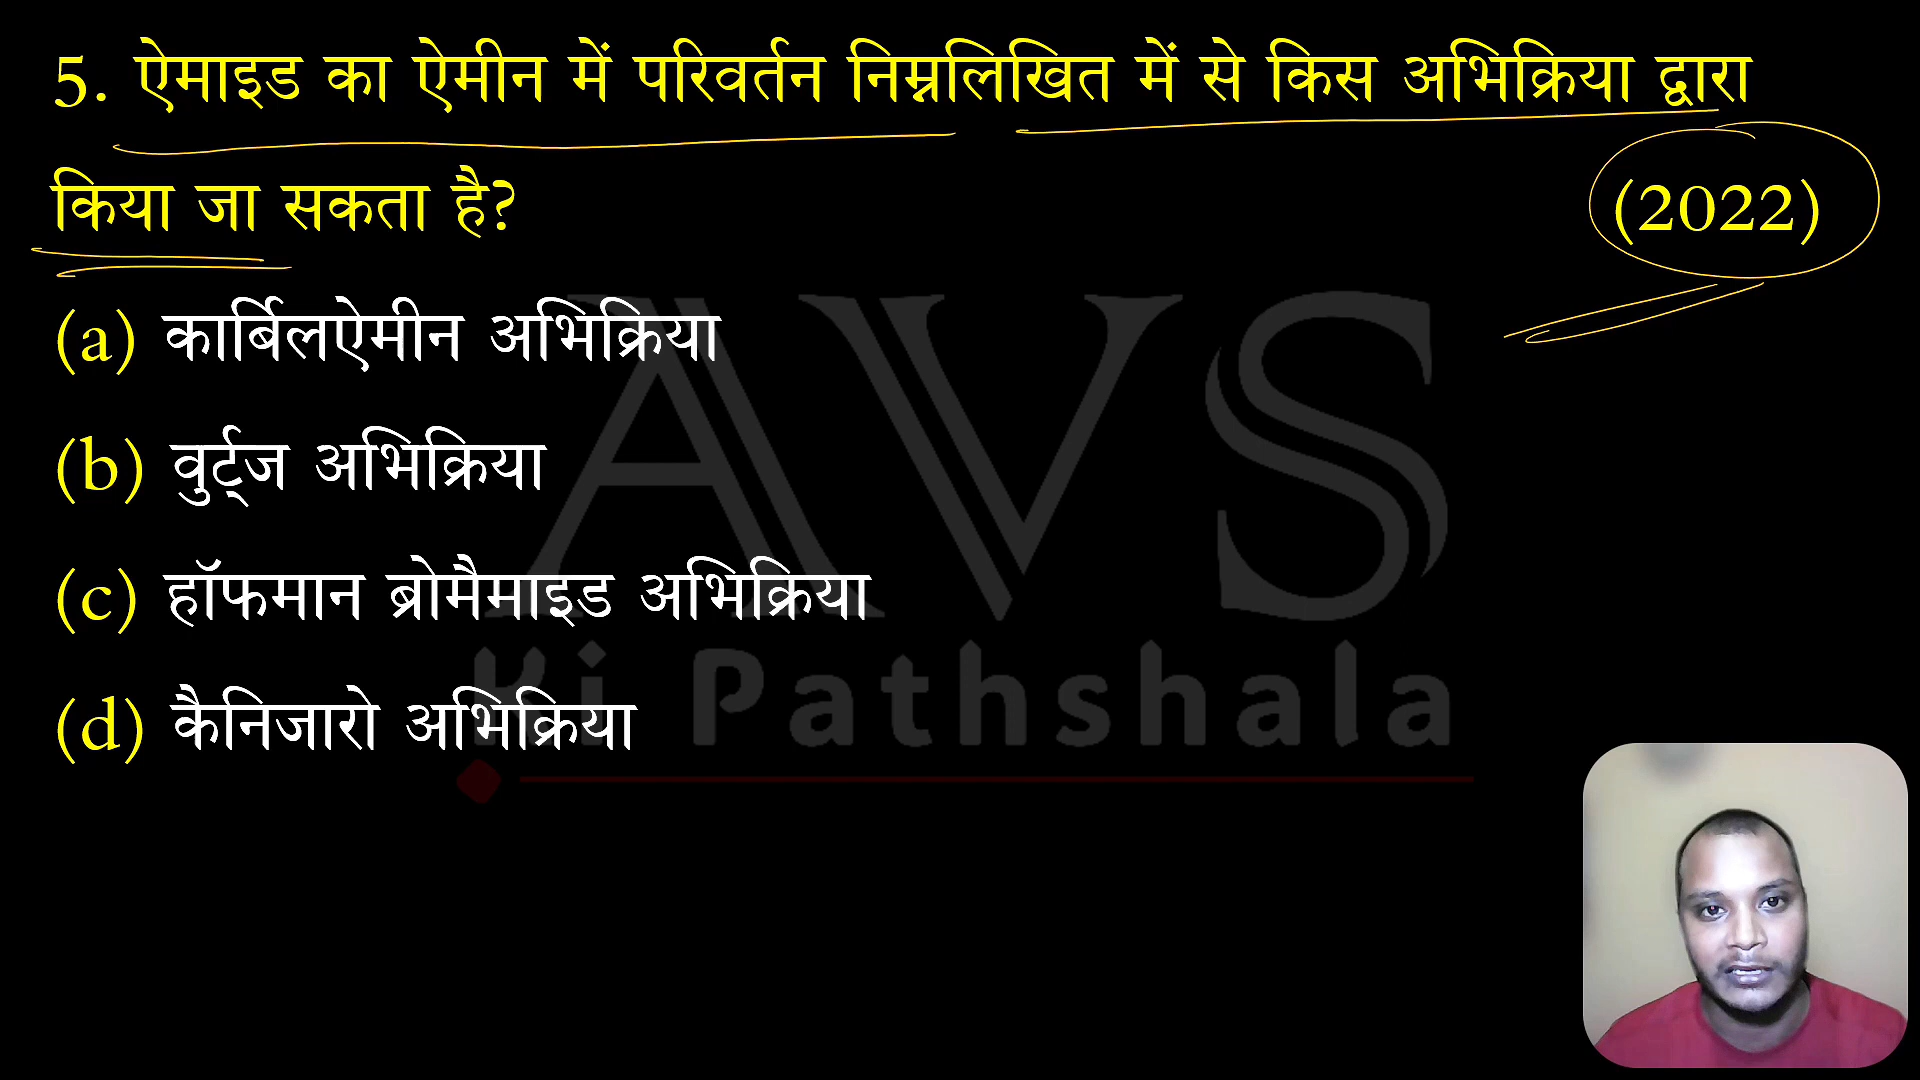 5. ऐमाइड का ऐमीन में परिवर्तन निम्नलिखित में से किस अभिक्रिया द्वारा
किया जा सकता है? (2022)
(a) कार्बिलऐमीन अभिक्रिया
(b) वुर्ट्ज अभिक्रिया
(c) हॉफमान ब्रोमैमाइड अभिक्रिया
(d) कैनिजारो अभिक्रिया
AVS
Ki Pathshala